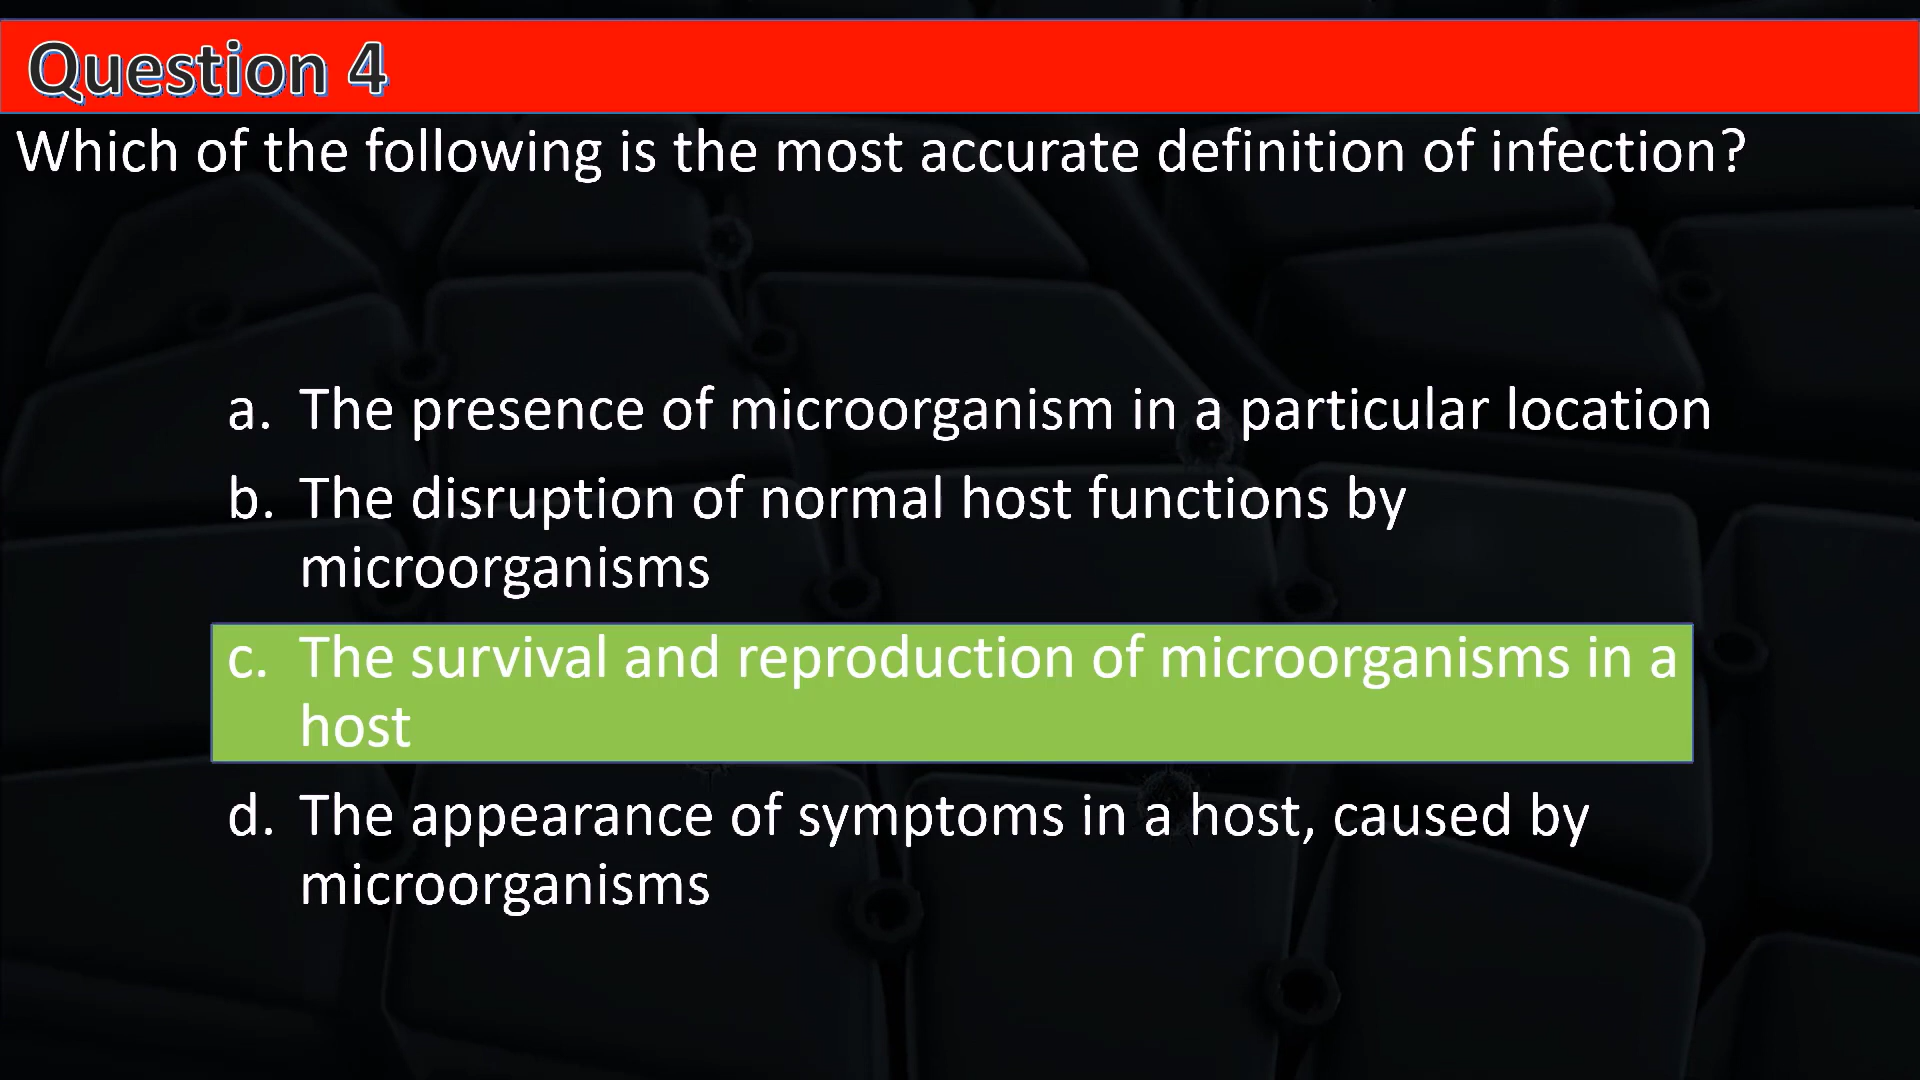 Question 4
Which of the following is the most accurate definition of infection?
a. The presence of microorganism in a particular location
b. The disruption of normal host functions by
microorganisms
c. The survival and reproduction of microorganisms in a
host
d. The appearance of symptoms in a host, caused by
microorganisms